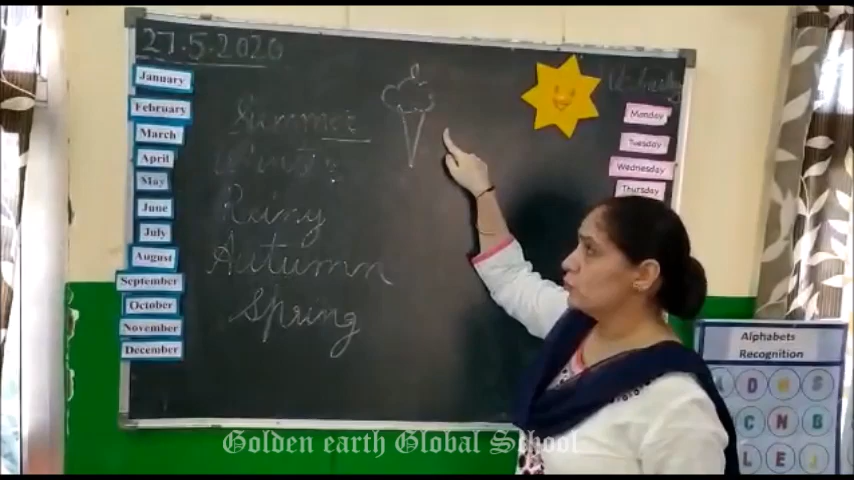 27.5.2020
January
February
March
April
May
June
July
August
September
October
November
December
Summer
Rainy
Autumn
Spring
Monday
Tuesday
Wednesday
Thursday
Alphabets
Recognition
D H S
C N B
L E J
Golden earth Global School